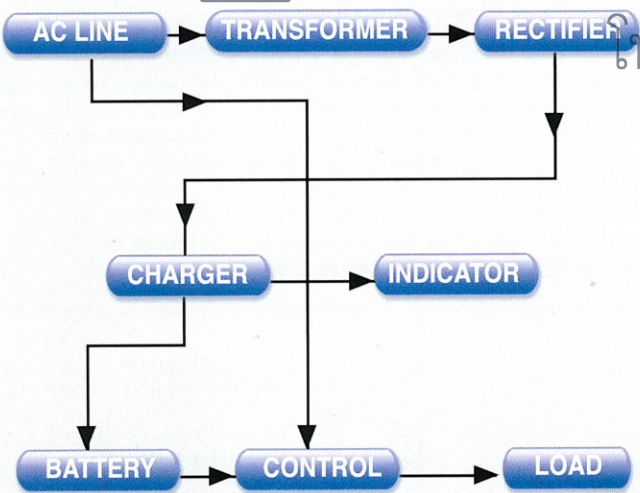 AC LINE
TRANSFORMER
RECTIFIER
CHARGER
INDICATOR
BATTERY
CONTROL
LOAD